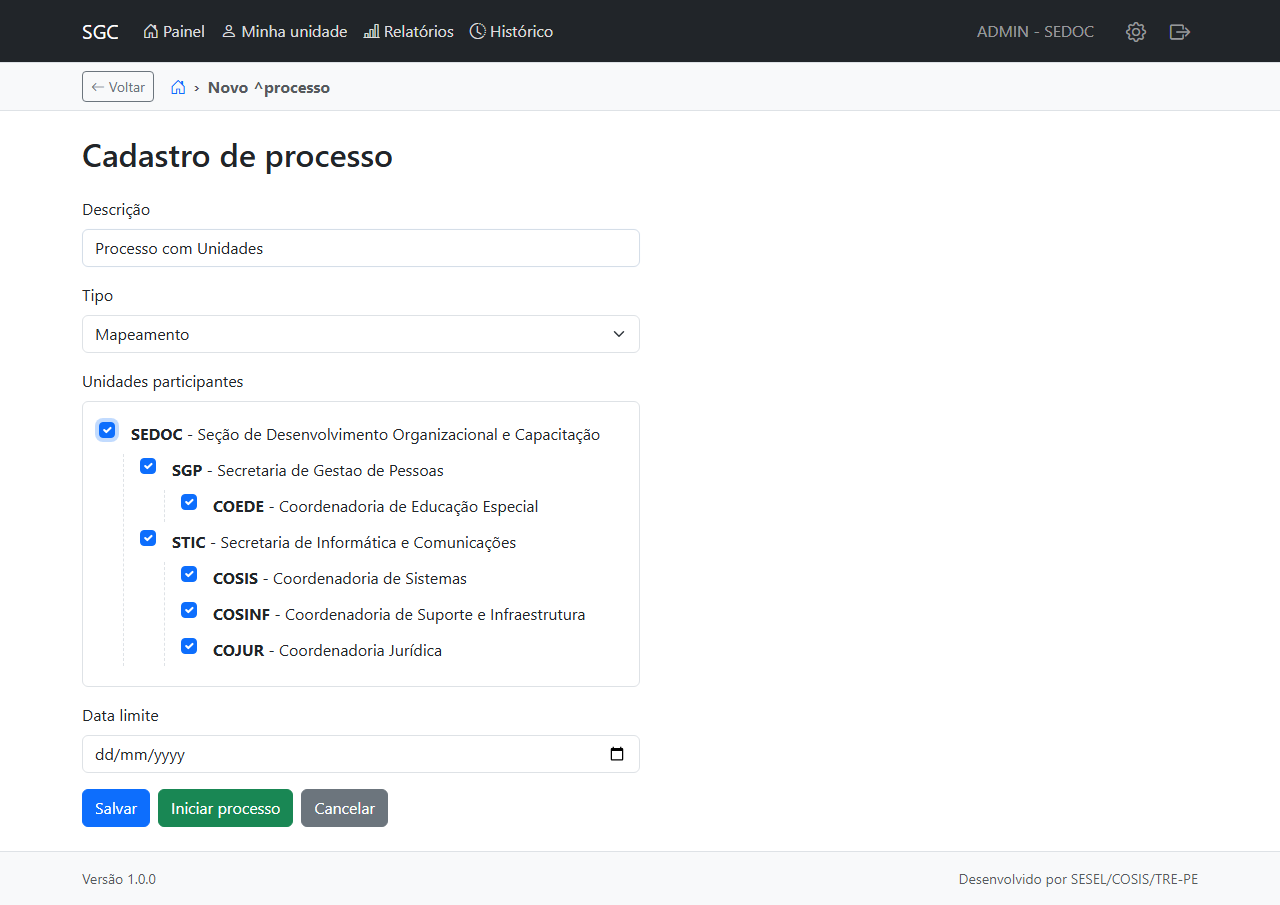 SGC Painel Minha unidade Relatórios Histórico ADMIN - SEDOC
← Voltar › Novo ^processo
Cadastro de processo
Descrição
Processo com Unidades
Tipo
Mapeamento
Unidades participantes
SEDOC - Seção de Desenvolvimento Organizacional e Capacitação
SGP - Secretaria de Gestao de Pessoas
COEDE - Coordenadoria de Educação Especial
STIC - Secretaria de Informática e Comunicações
COSIS - Coordenadoria de Sistemas
COSINF - Coordenadoria de Suporte e Infraestrutura
COJUR - Coordenadoria Jurídica
Data limite
dd/mm/yyyy
Salvar Iniciar processo Cancelar
Versão 1.0.0 Desenvolvido por SESEL/COSIS/TRE-PE